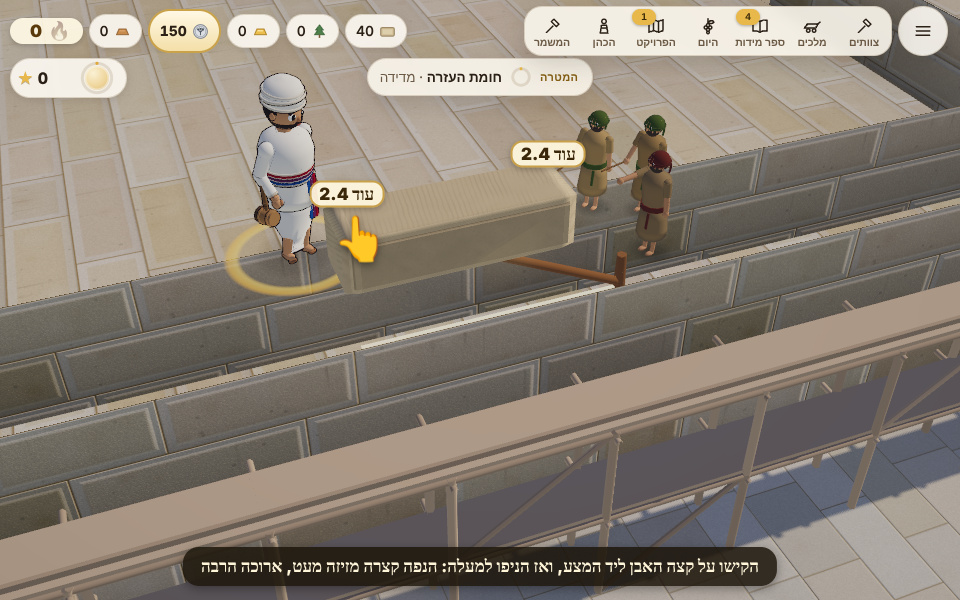 צוותים
מלכים
ספר מידות
4
היום
הפרויקט
1
הכהן
המשמר
40
0
0
150
0
0
0
המטרה
חומת העזרה · מדידה
עוד 2.4
עוד 2.4
הקישו על קצה האבן ליד המצע, ואז הניפו למעלה: הנפה קצרה מזיזה מעט, ארוכה הרבה